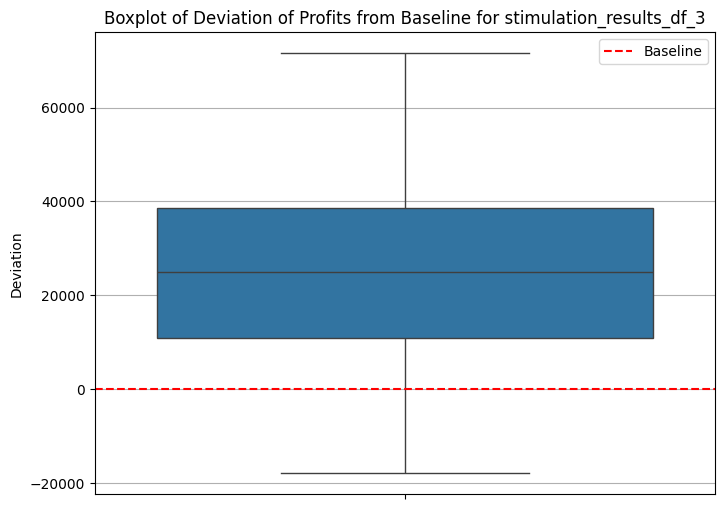 Boxplot of Deviation of Profits from Baseline for stimulation_results_df_3
Baseline
60000
40000
20000
0
−20000
Deviation